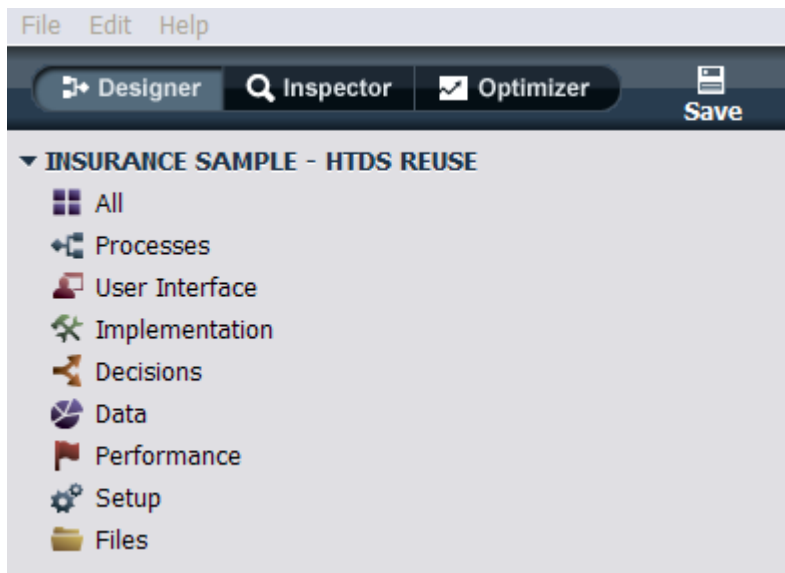 File Edit Help
Designer Inspector Optimizer Save
INSURANCE SAMPLE - HTDS REUSE
All
Processes
User Interface
Implementation
Decisions
Data
Performance
Setup
Files